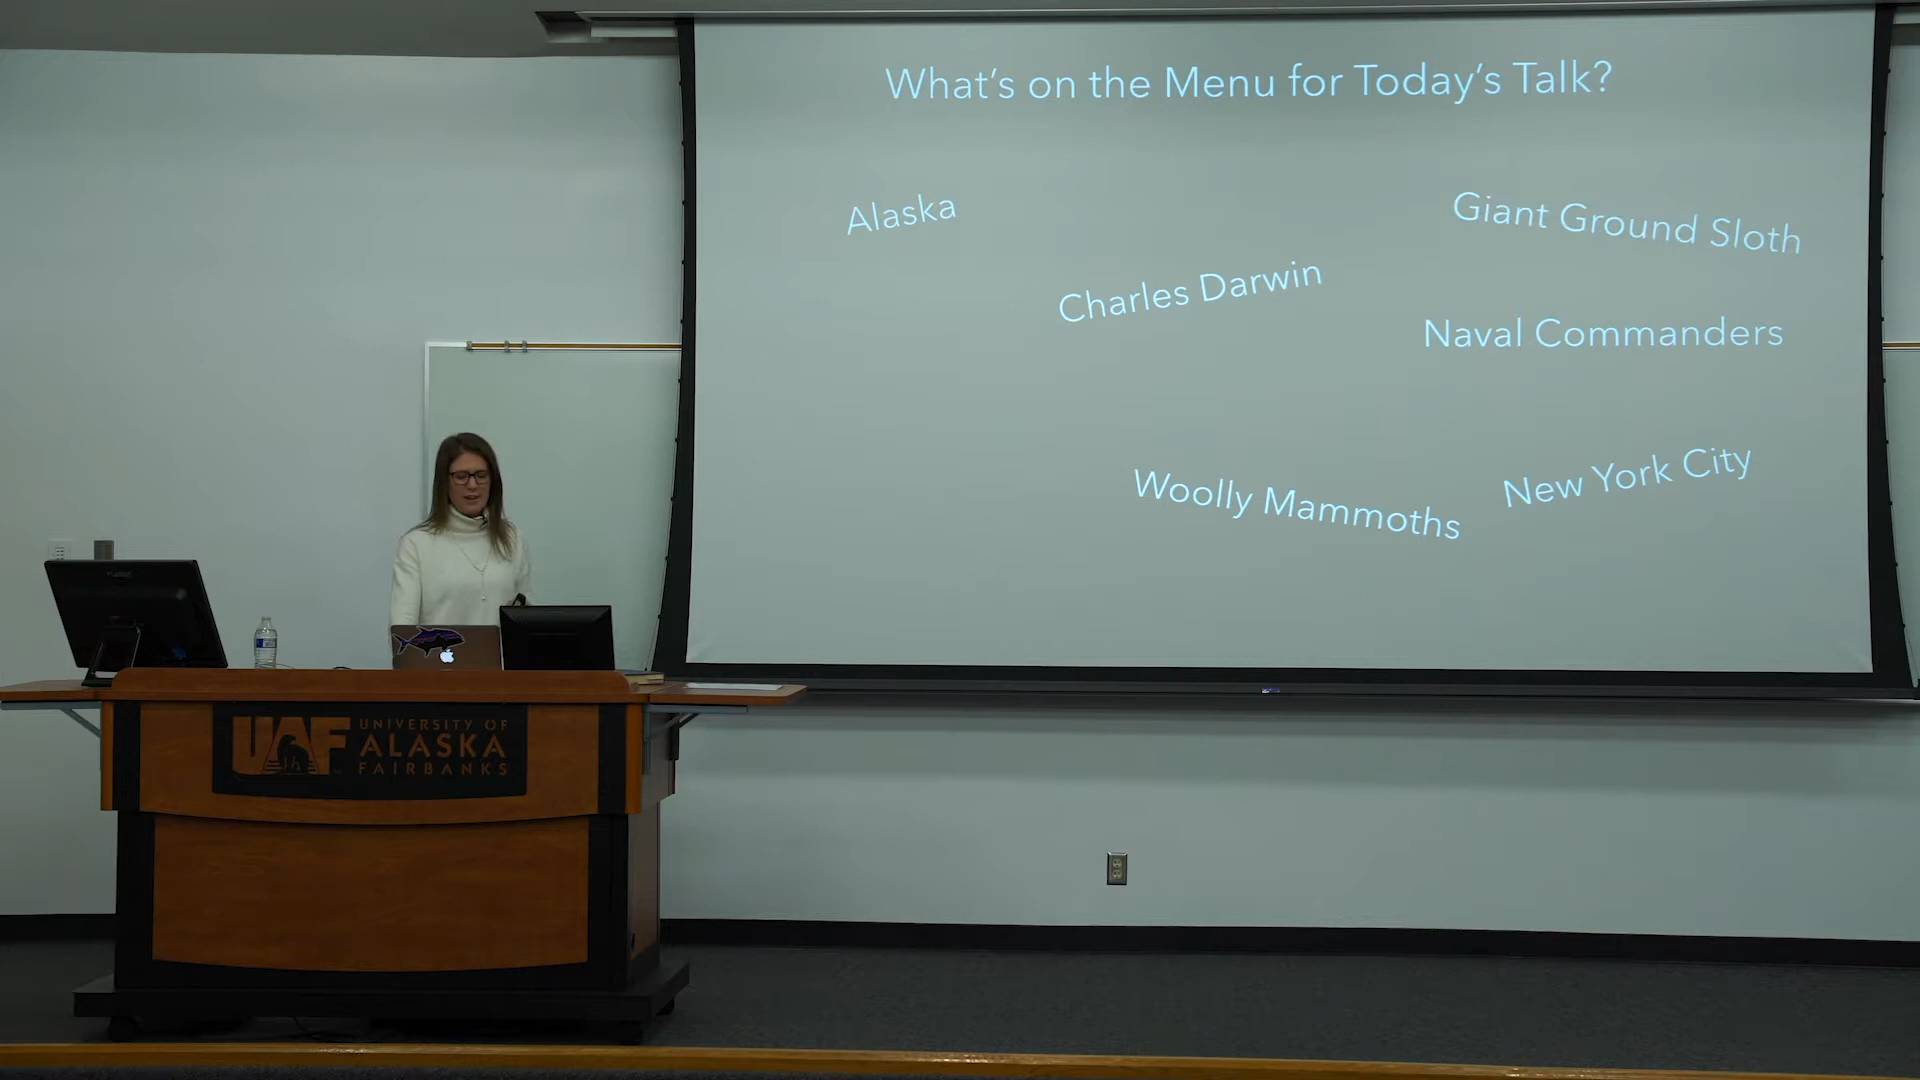 What's on the Menu for Today's Talk?
Alaska
Giant Ground Sloth
Charles Darwin
Naval Commanders
Woolly Mammoths
New York City
UAF
UNIVERSITY OF
ALASKA
FAIRBANKS